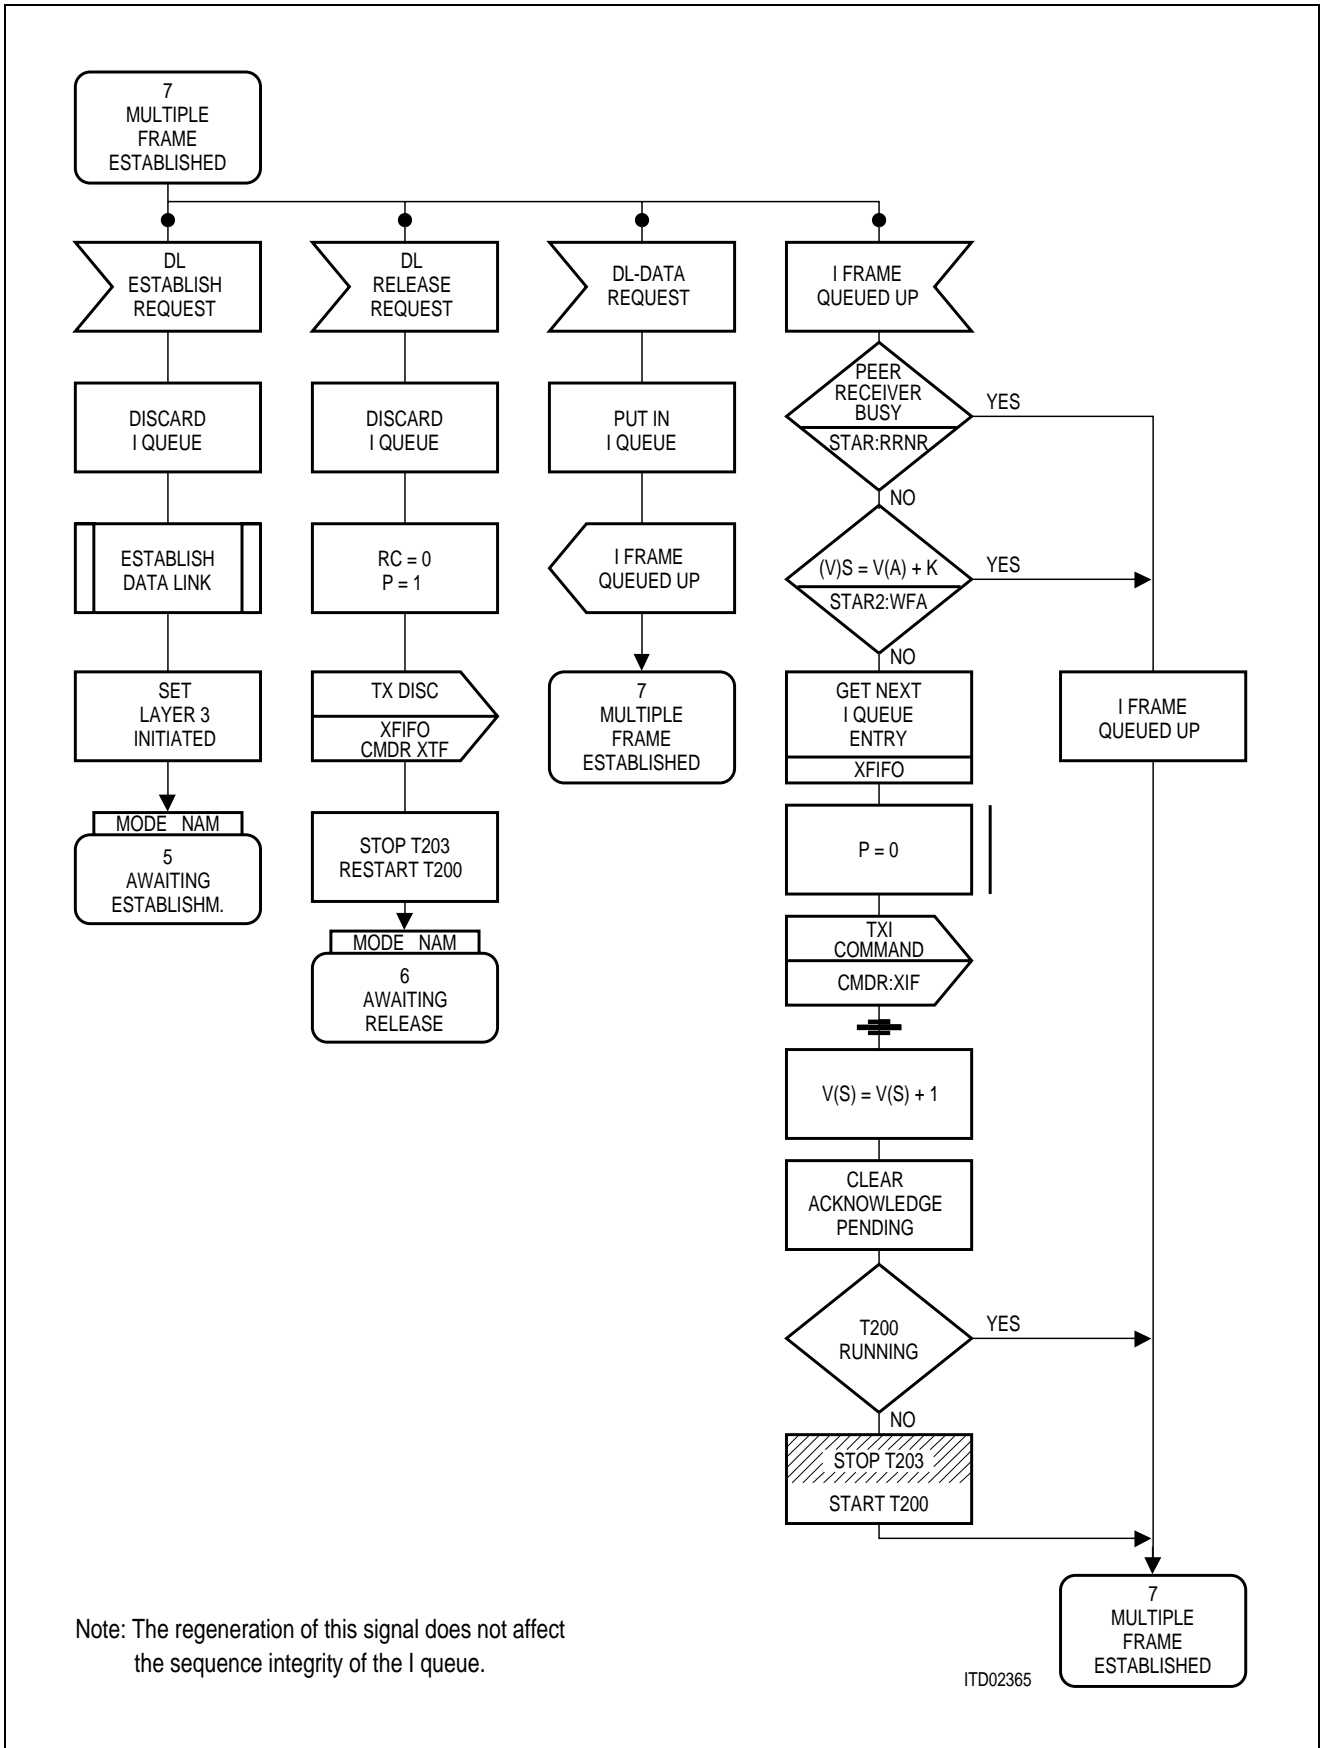 7
MULTIPLE
FRAME
ESTABLISHED
DL
ESTABLISH
REQUEST
DISCARD
I QUEUE
ESTABLISH
DATA LINK
SET
LAYER 3
INITIATED
MODE NAM
5
AWAITING
ESTABLISHM.
DL
RELEASE
REQUEST
DISCARD
I QUEUE
RC = 0
P = 1
TX DISC
XFIFO
CMDR XTF
STOP T203
RESTART T200
MODE NAM
6
AWAITING
RELEASE
DL-DATA
REQUEST
PUT IN
I QUEUE
I FRAME
QUEUED UP
7
MULTIPLE
FRAME
ESTABLISHED
I FRAME
QUEUED UP
PEER
RECEIVER
BUSY
STAR:RRNR
YES
NO
(V)S = V(A) + K
STAR2:WFA
YES
NO
GET NEXT
I QUEUE
ENTRY
XFIFO
I FRAME
QUEUED UP
P = 0
TXI
COMMAND
CMDR:XIF
V(S) = V(S) + 1
CLEAR
ACKNOWLEDGE
PENDING
T200
RUNNING
YES
NO
STOP T203
START T200
7
MULTIPLE
FRAME
ESTABLISHED
Note: The regeneration of this signal does not affect
the sequence integrity of the I queue.
ITD02365